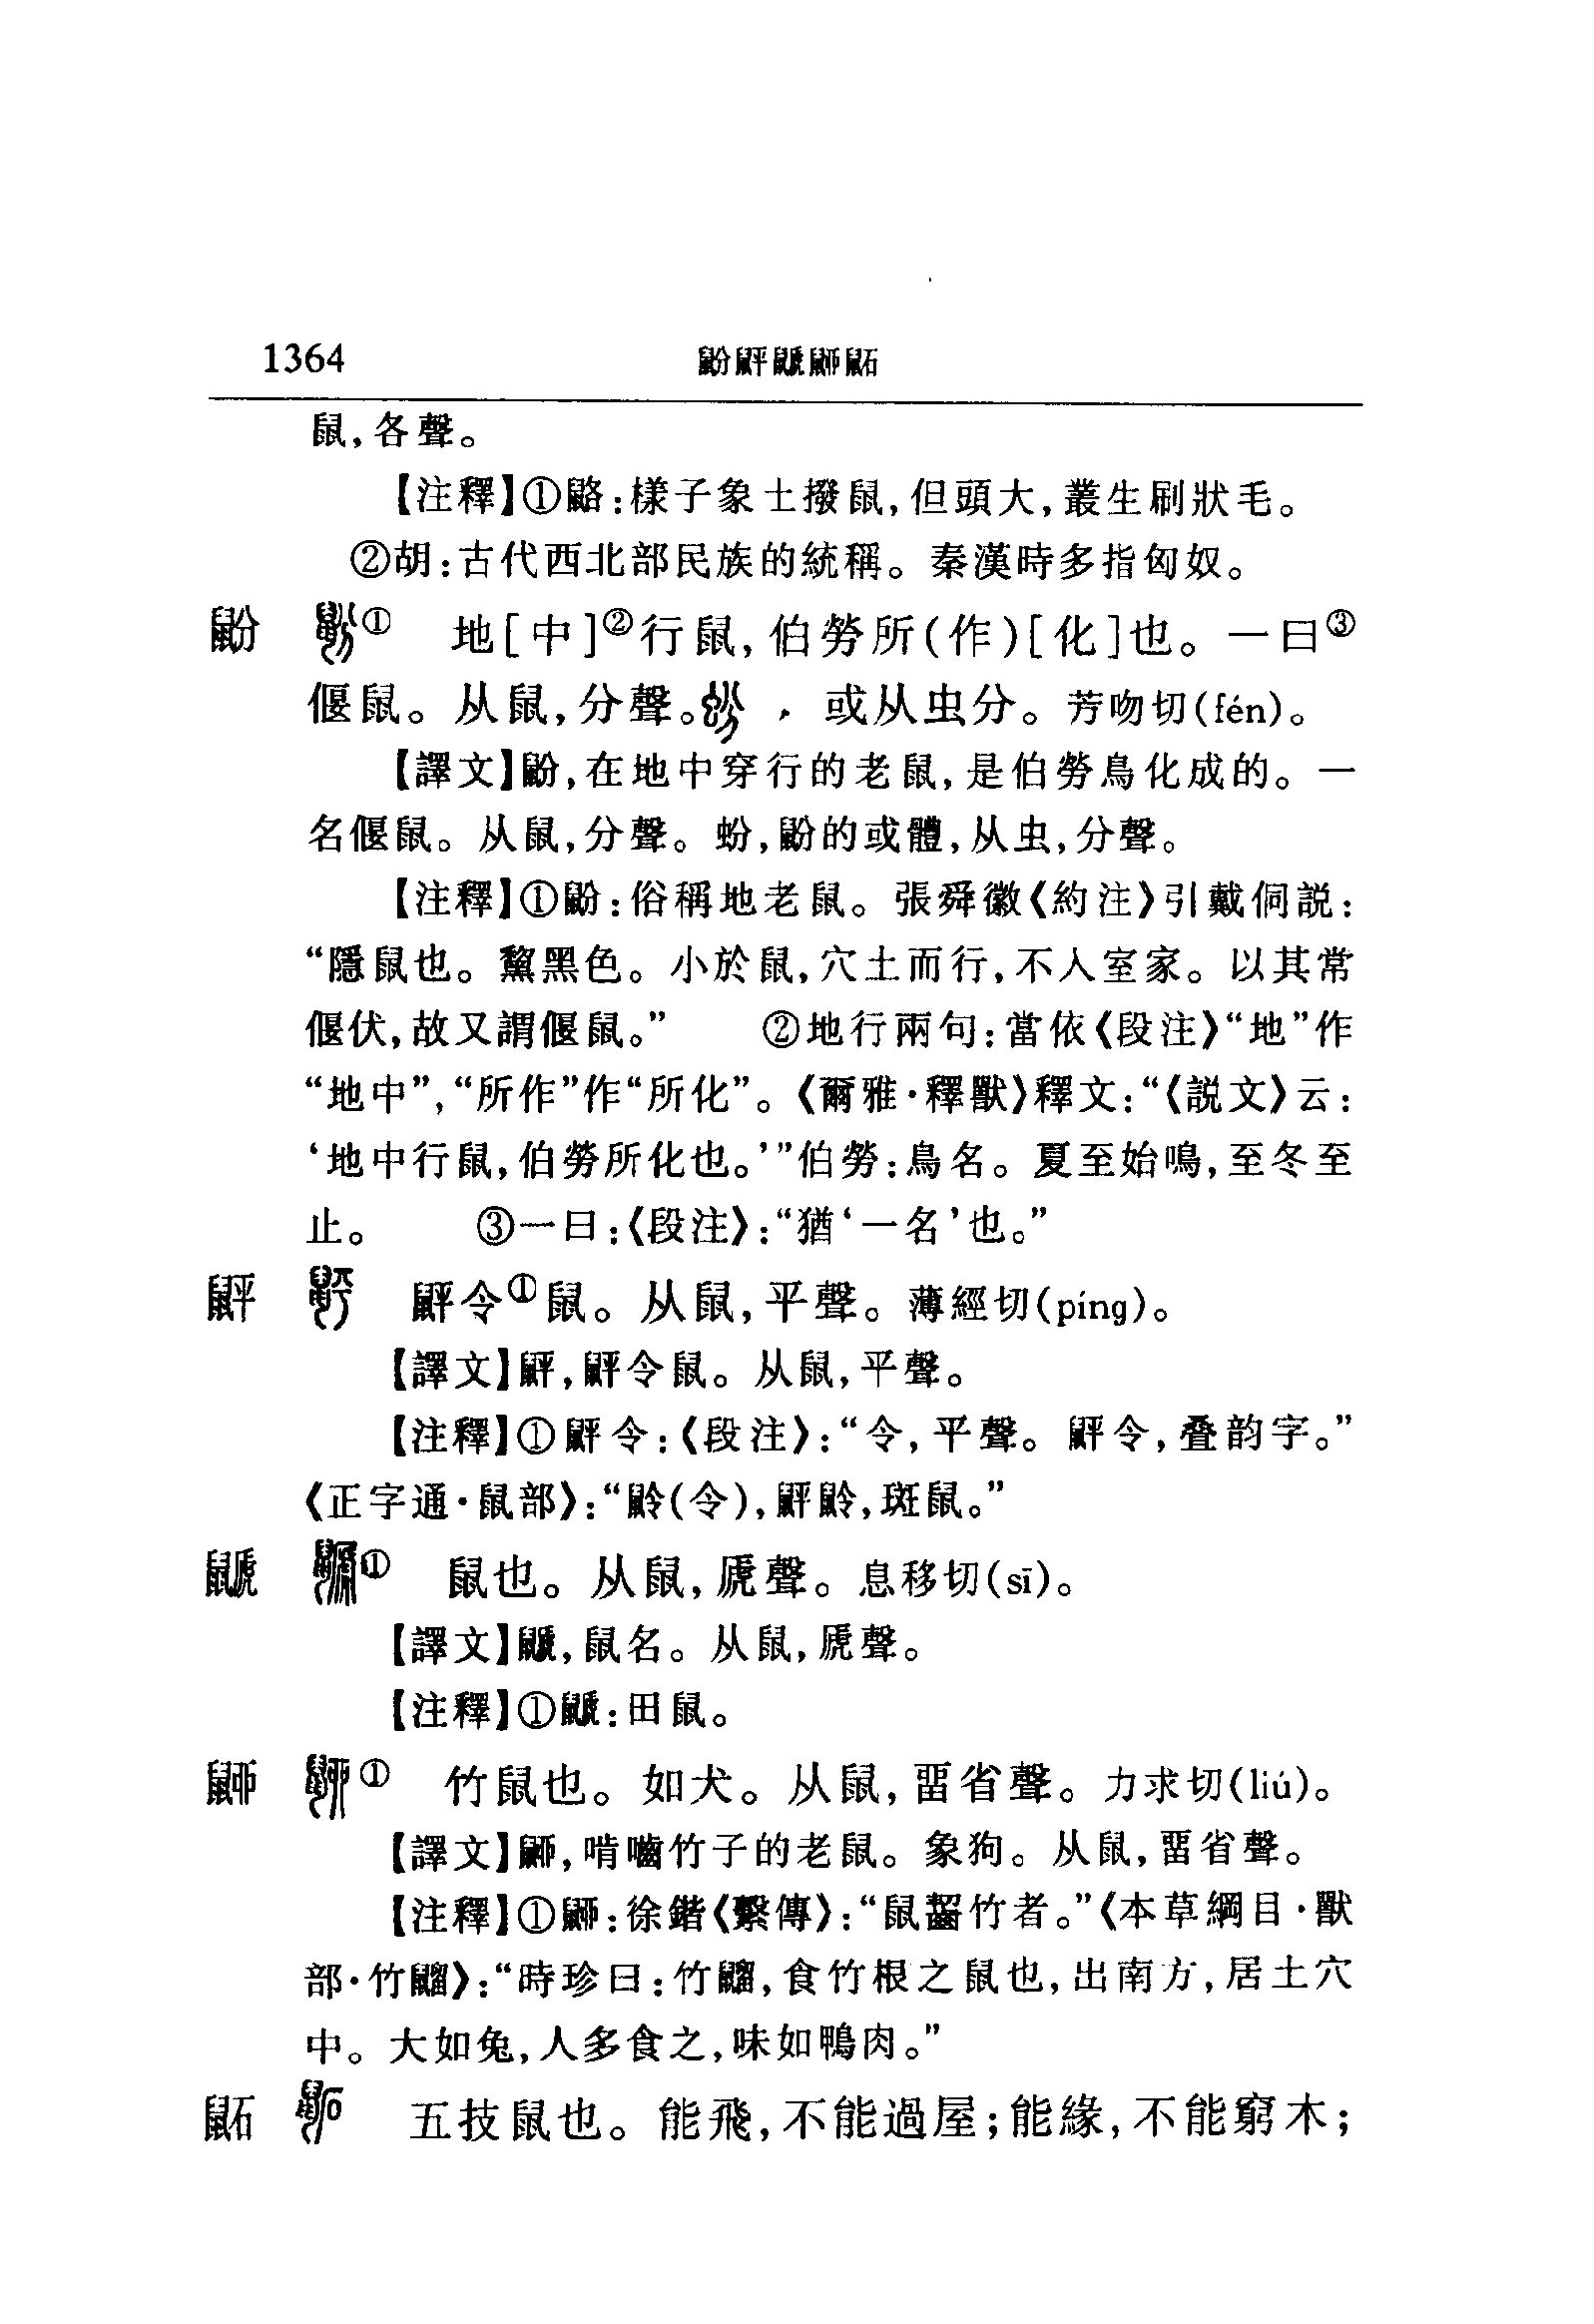 1364 鼢鼮鼶䶉鼫
鼠,各聲。
【注釋】①鼦:樣子象土撥鼠,但頭大,叢生刷狀毛。
②胡:古代西北部民族的統稱。秦漢時多指匈奴。
鼢 ① 地[中]②行鼠,伯勞所(作)[化]也。一曰③
偃鼠。从鼠,分聲。 ,或从虫分。芳吻切(fén)。
【譯文】鼢,在地中穿行的老鼠,是伯勞鳥化成的。一
名偃鼠。从鼠,分聲。蚡,鼢的或體,从虫,分聲。
【注釋】①鼢:俗稱地老鼠。張舜徽《約注》引戴侗説:
“隱鼠也。黧黑色。小於鼠,穴土而行,不入室家。以其常
偃伏,故又謂偃鼠。” ②地行兩句:當依《段注》“地”作
“地中”,“所作”作“所化”。《爾雅·釋獸》釋文:“《説文》云:
‘地中行鼠,伯勞所化也。’”伯勞:鳥名。夏至始鳴,至冬至
止。 ③一曰:《段注》:“猶‘一名’也。”
鼮 鼮令①鼠。从鼠,平聲。薄經切(píng)。
【譯文】鼮,鼮令鼠。从鼠,平聲。
【注釋】①鼮令:《段注》:“令,平聲。鼮令,叠韵字。”
《正字通·鼠部》:“鼩(令),鼮鼩,斑鼠。”
鼶 ① 鼠也。从鼠,虒聲。息移切(sī)。
【譯文】鼶,鼠名。从鼠,虒聲。
【注釋】①鼶:田鼠。
䶉 ① 竹鼠也。如犬。从鼠,畱省聲。力求切(liú)。
【譯文】䶉,啃嚙竹子的老鼠。象狗。从鼠,畱省聲。
【注釋】①䶉:徐鍇《繫傳》:“鼠齧竹者。”《本草綱目·獸
部·竹鼺》:“時珍曰:竹鼺,食竹根之鼠也,出南方,居土穴
中。大如兔,人多食之,味如鴨肉。”
鼫 五技鼠也。能飛,不能過屋;能緣,不能窮木;